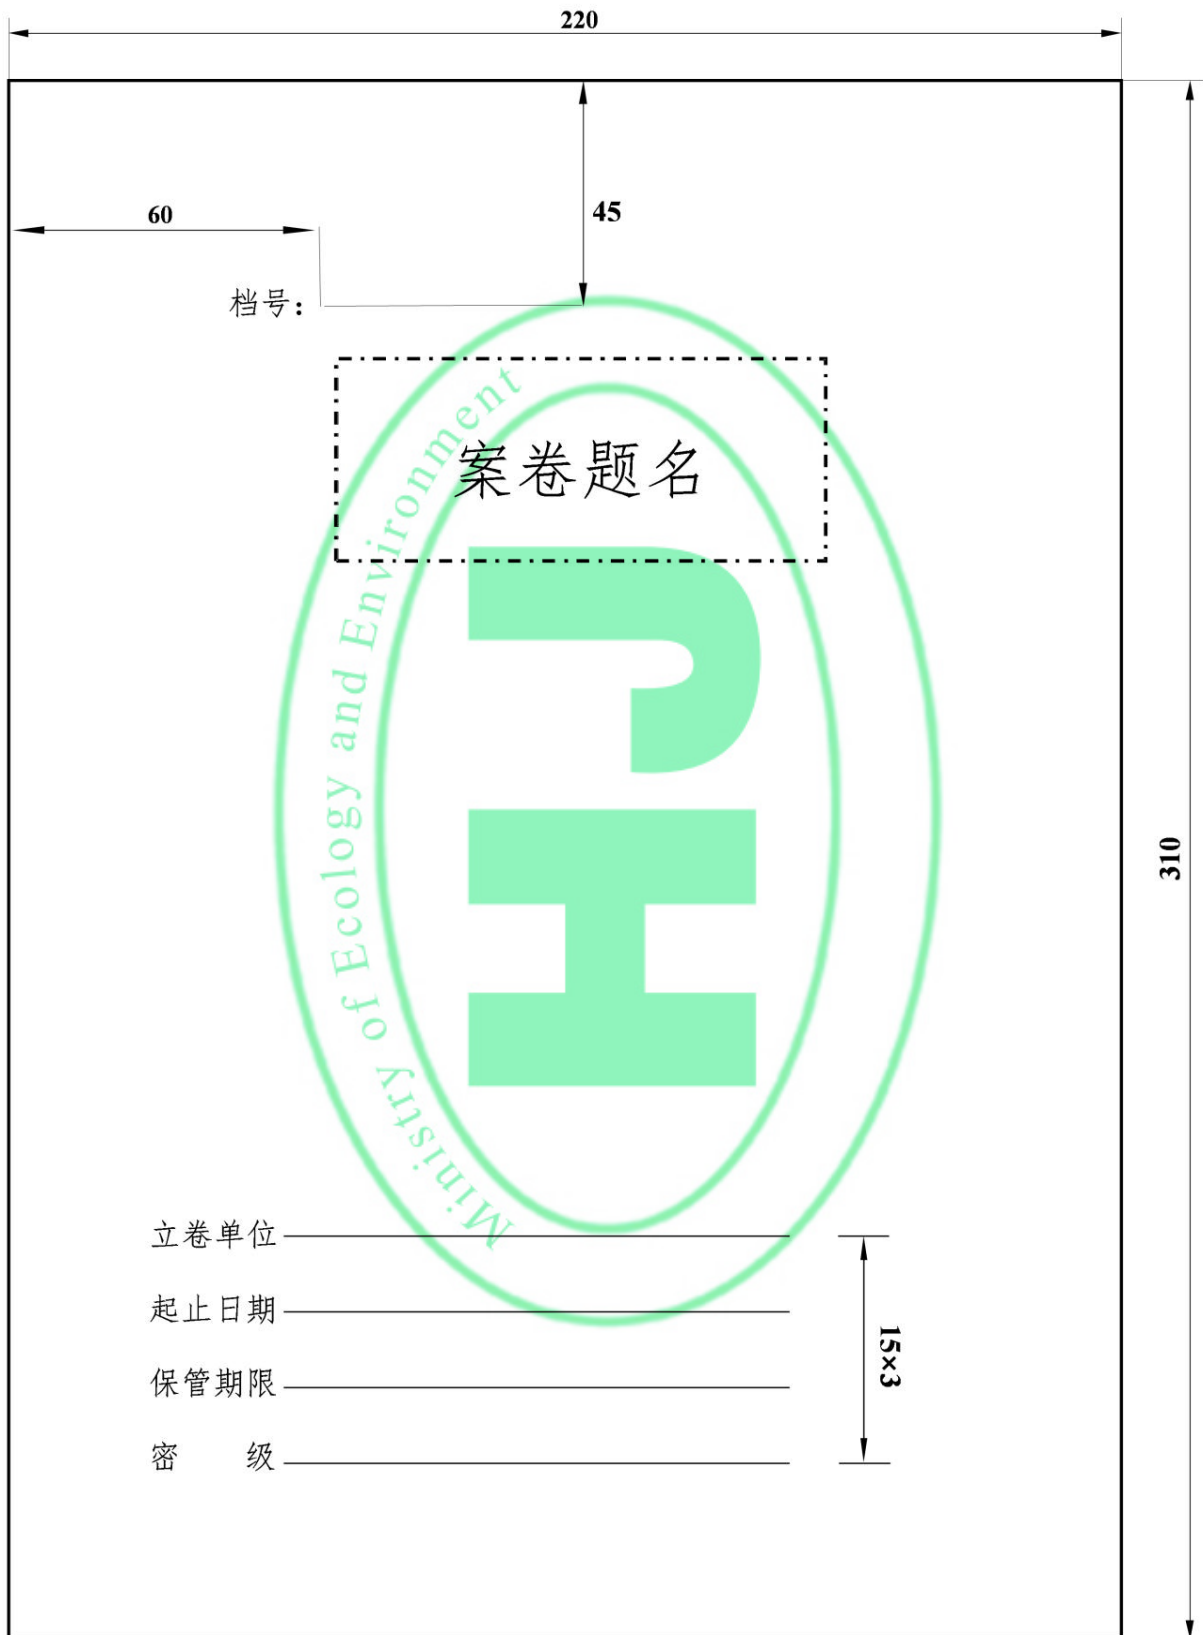 220
45
60
档号：
案卷题名
Ministry of Ecology and Environment
HJ
310
立卷单位
起止日期
15×3
保管期限
密 级